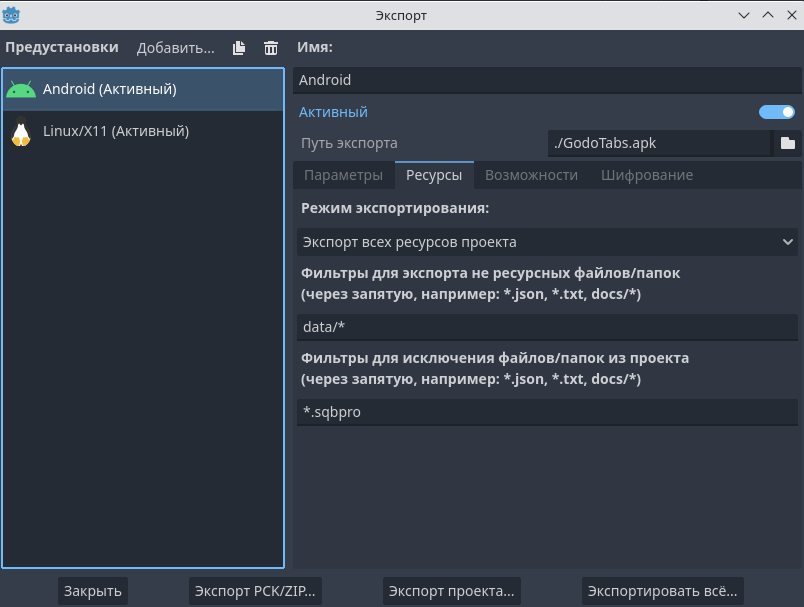 Экспорт
Предустановки Добавить...
Android (Активный)
Linux/X11 (Активный)
Имя:
Android
Активный
Путь экспорта ./GodoTabs.apk
Параметры Ресурсы Возможности Шифрование
Режим экспортирования:
Экспорт всех ресурсов проекта
Фильтры для экспорта не ресурсных файлов/папок
(через запятую, например: *.json, *.txt, docs/*)
data/*
Фильтры для исключения файлов/папок из проекта
(через запятую, например: *.json, *.txt, docs/*)
*.sqbpro
Закрыть Экспорт PCK/ZIP... Экспорт проекта... Экспортировать всё...